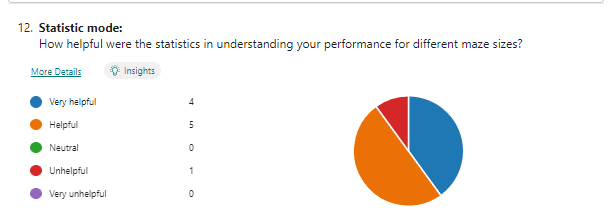 12. Statistic mode:
How helpful were the statistics in understanding your performance for different maze sizes?
More Details Insights
Very helpful 4
Helpful 5
Neutral 0
Unhelpful 1
Very unhelpful 0